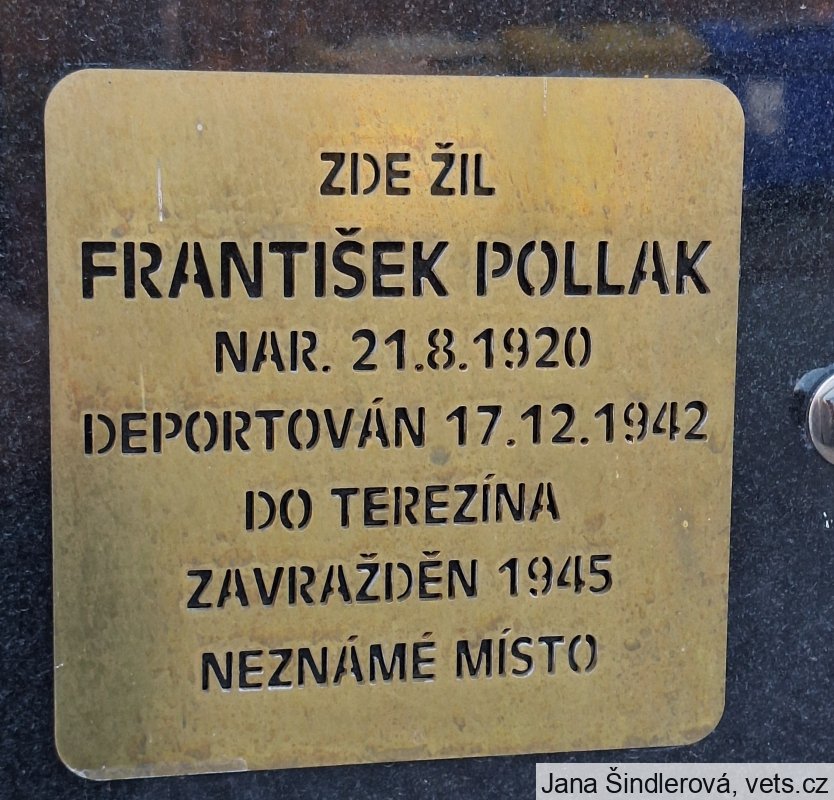 ZDE ŽIL
FRANTIŠEK POLLAK
NAR. 21.8.1920
DEPORTOVÁN 17.12.1942
DO TEREZÍNA
ZAVRAŽDĚN 1945
NEZNÁMÉ MÍSTO
Jana Šindlerová, vets.cz